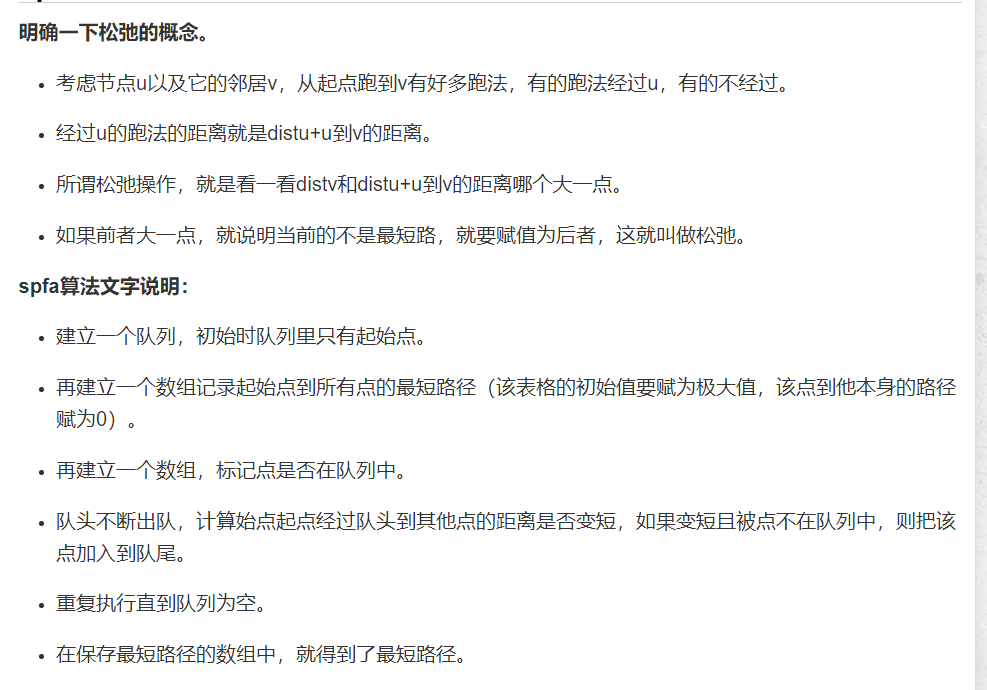 明确一下松弛的概念。
考虑节点u以及它的邻居v，从起点跑到v有好多跑法，有的跑法经过u，有的不经过。
经过u的跑法的距离就是distu+u到v的距离。
所谓松弛操作，就是看一看distv和distu+u到v的距离哪个大一点。
如果前者大一点，就说明当前的不是最短路，就要赋值为后者，这就叫做松弛。
spfa算法文字说明：
建立一个队列，初始时队列里只有起始点。
再建立一个数组记录起始点到所有点的最短路径（该表格的初始值要赋为极大值，该点到他本身的路径
赋为0）。
再建立一个数组，标记点是否在队列中。
队头不断出队，计算始点起点经过队头到其他点的距离是否变短，如果变短且被点不在队列中，则把该
点加入到队尾。
重复执行直到队列为空。
在保存最短路径的数组中，就得到了最短路径。